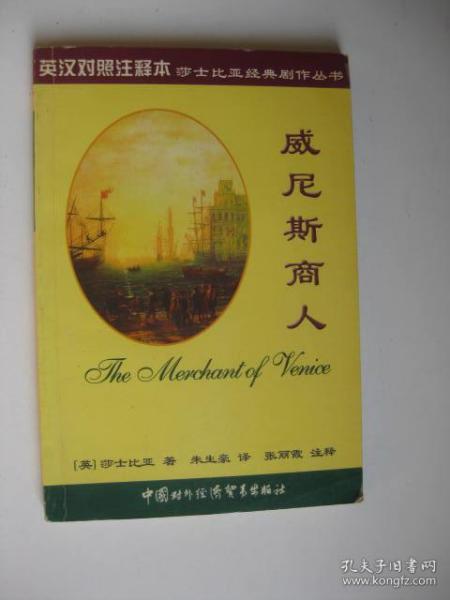 英汉对照注释本 莎士比亚经典剧作丛书
威尼斯商人
The Merchant of Venice
[英]莎士比亚 著 朱生豪 译 张丽霞 注释
中国对外经济贸易出版社
孔夫子旧书网
www.kongfz.com